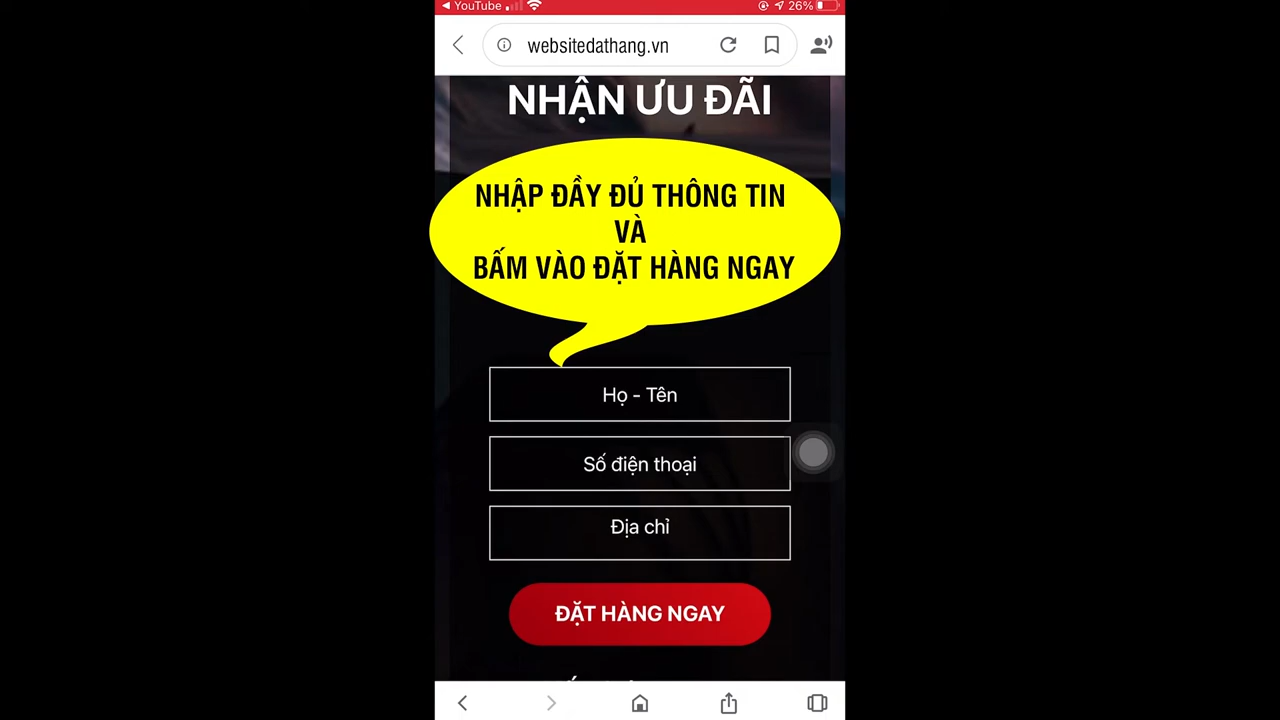 YouTube
26%
websitedathang.vn
NHẬN ƯU ĐÃI
NHẬP ĐẦY ĐỦ THÔNG TIN
VÀ
BẤM VÀO ĐẶT HÀNG NGAY
Họ - Tên
Số điện thoại
Địa chỉ
ĐẶT HÀNG NGAY